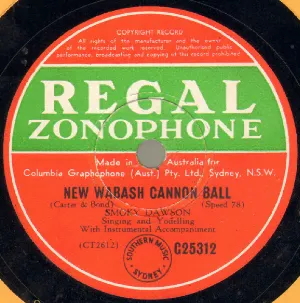 COPYRIGHT RECORD
All rights of the manufacturer and the owner
of the recorded work reserved. Unauthorised public
performance, broadcasting and copying of this record prohibited.
REGAL
ZONOPHONE
Made in Australia for
Columbia Graphophone (Aust.) Pty. Ltd., Sydney, N.S.W.
NEW WABASH CANNON BALL
(Carter & Bond) (Speed 78)
SMOKY DAWSON
Singing and Yodelling
With Instrumental Accompaniment
(CT2612)
SOUTHERN MUSIC
SYDNEY
G25312